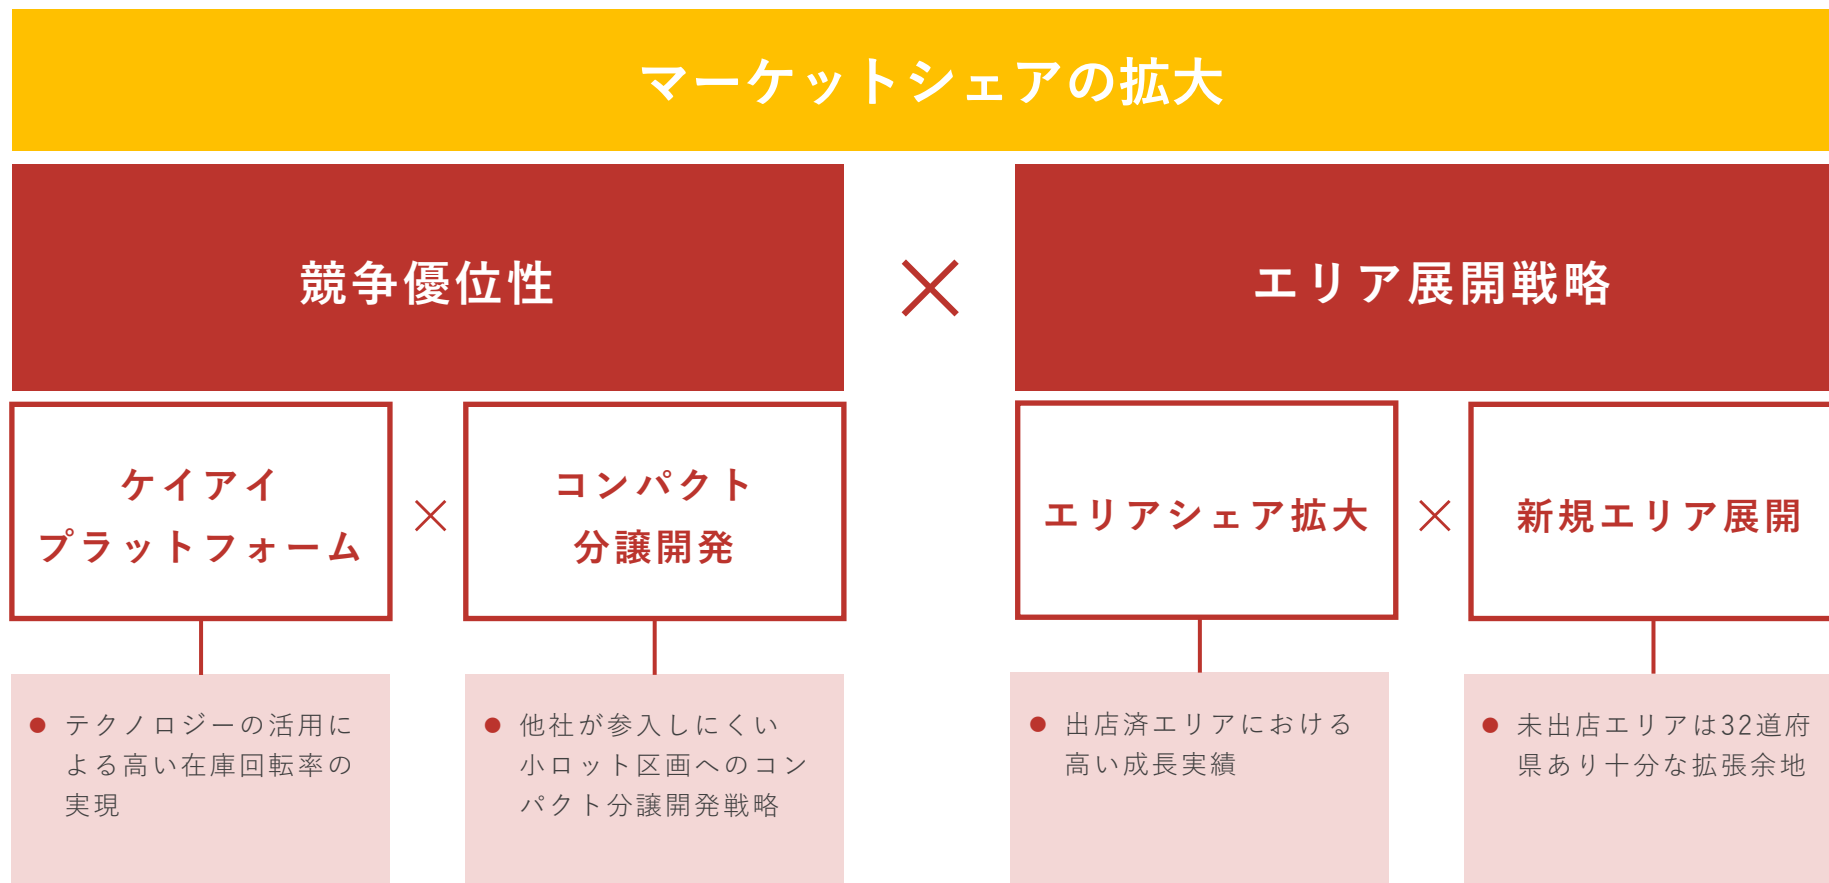 マーケットシェアの拡大
競争優位性
×
エリア展開戦略
ケイアイ
プラットフォーム
×
コンパクト
分譲開発
エリアシェア拡大
×
新規エリア展開
● テクノロジーの活用に
よる高い在庫回転率の
実現
● 他社が参入しにくい
小ロット区画へのコン
パクト分譲開発戦略
● 出店済エリアにおける
高い成長実績
● 未出店エリアは32道府
県あり十分な拡張余地